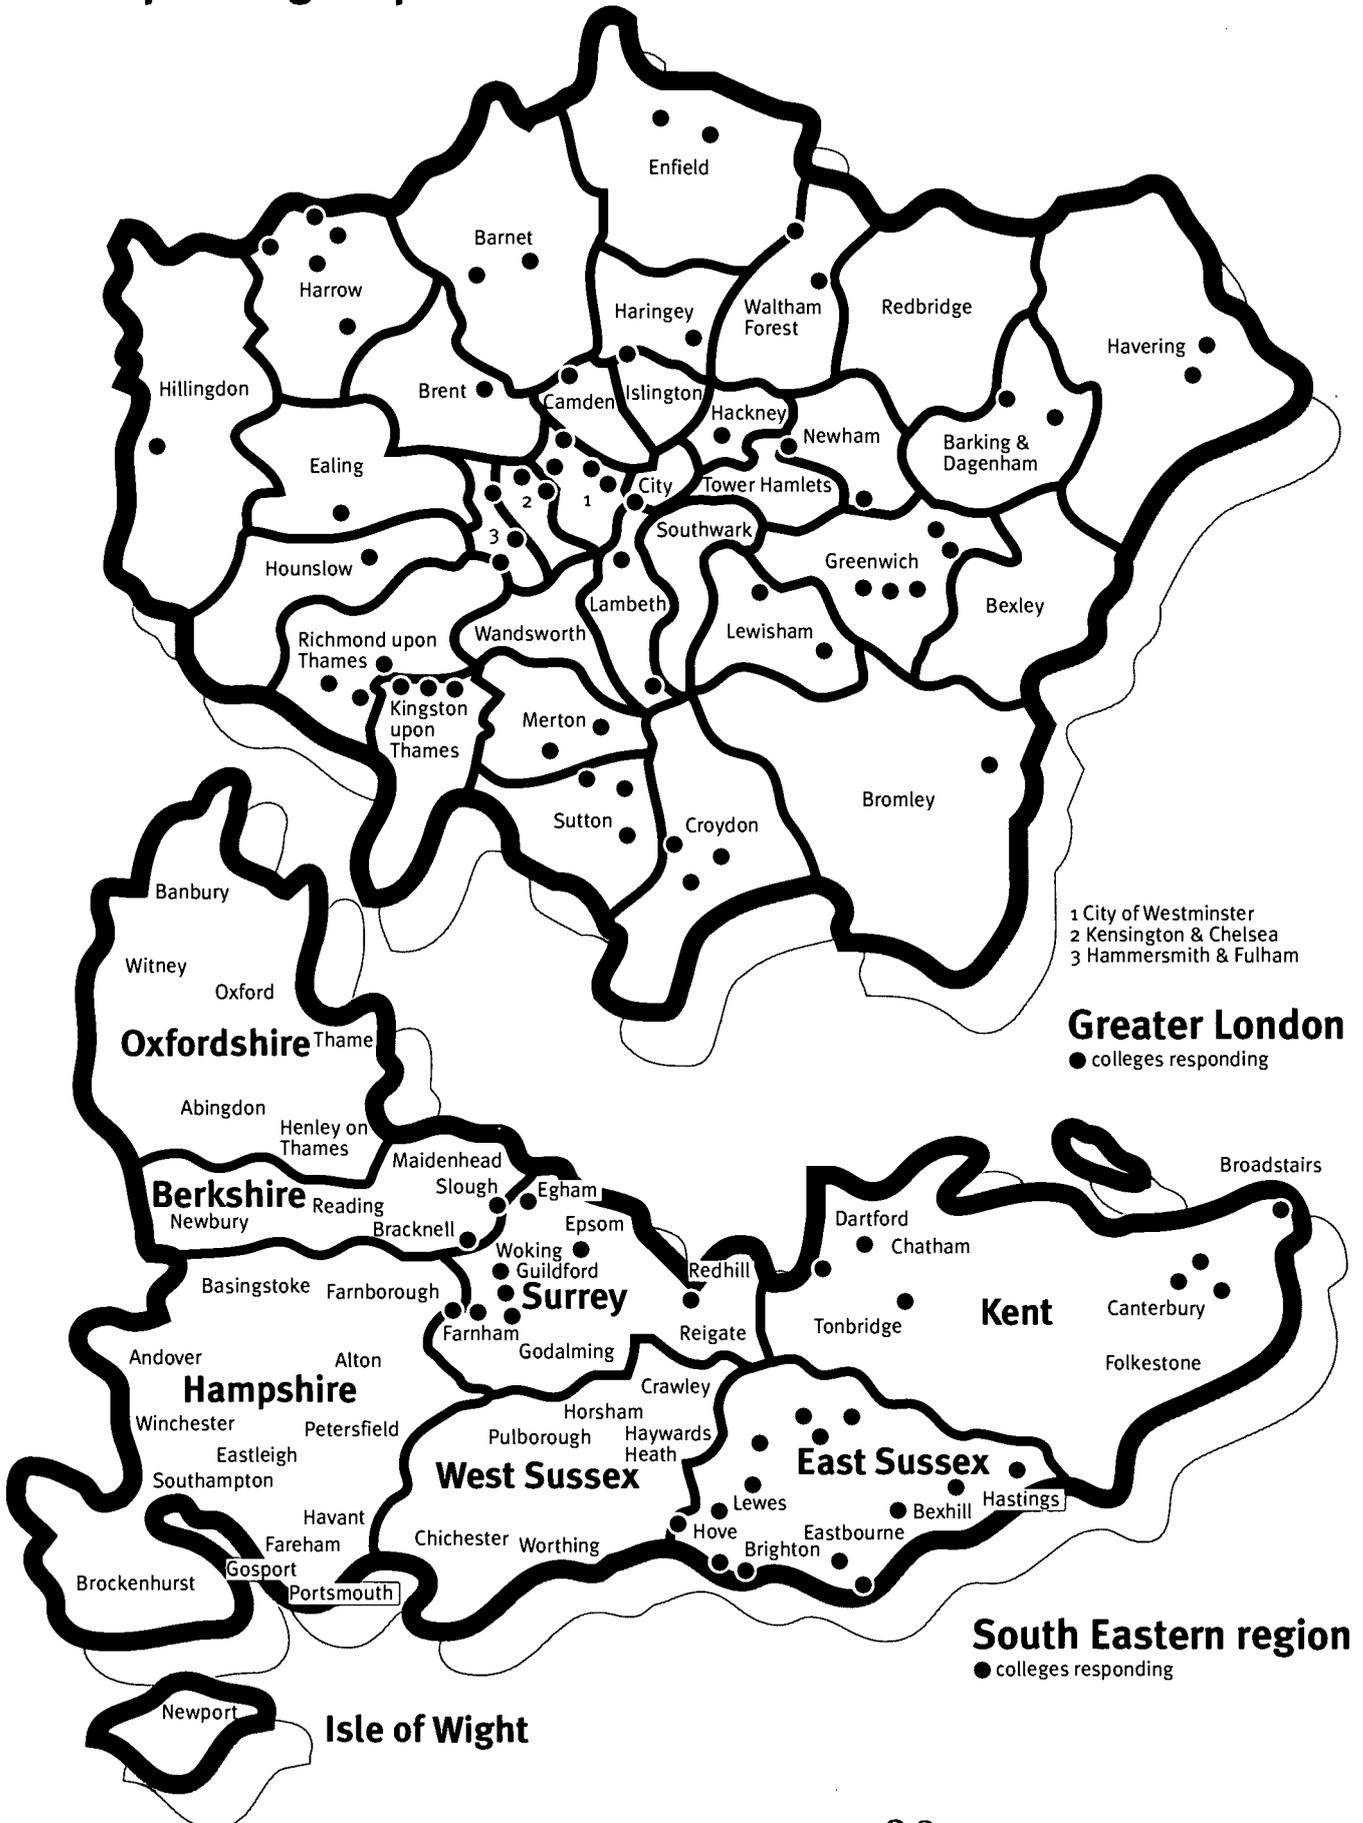 Enfield
Barnet
Harrow
Haringey
Waltham
Forest
Redbridge
Havering
Hillingdon
Brent
Camden
Islington
Hackney
Newham
Barking &
Dagenham
Ealing
City
Tower Hamlets
1
2
3
Southwark
Hounslow
Greenwich
Lambeth
Bexley
Richmond upon
Thames
Wandsworth
Lewisham
Kingston
upon
Thames
Merton
Bromley
Sutton
Croydon
1 City of Westminster
2 Kensington & Chelsea
3 Hammersmith & Fulham
Greater London
colleges responding
Banbury
Witney
Oxford
Oxfordshire
Thame
Abingdon
Henley on
Thames
Maidenhead
Slough
Berkshire
Reading
Newbury
Bracknell
Egham
Epsom
Woking
Guildford
Surrey
Redhill
Reigate
Farnham
Godalming
Basingstoke
Farnborough
Andover
Alton
Hampshire
Winchester
Petersfield
Eastleigh
Southampton
Havant
Fareham
Gosport
Portsmouth
Brockenhurst
Crawley
Horsham
Pulborough
Haywards
Heath
West Sussex
Chichester
Worthing
Broadstairs
Dartford
Chatham
Kent
Canterbury
Tonbridge
Folkestone
East Sussex
Lewes
Hove
Brighton
Eastbourne
Bexhill
Hastings
South Eastern region
colleges responding
Newport
Isle of Wight